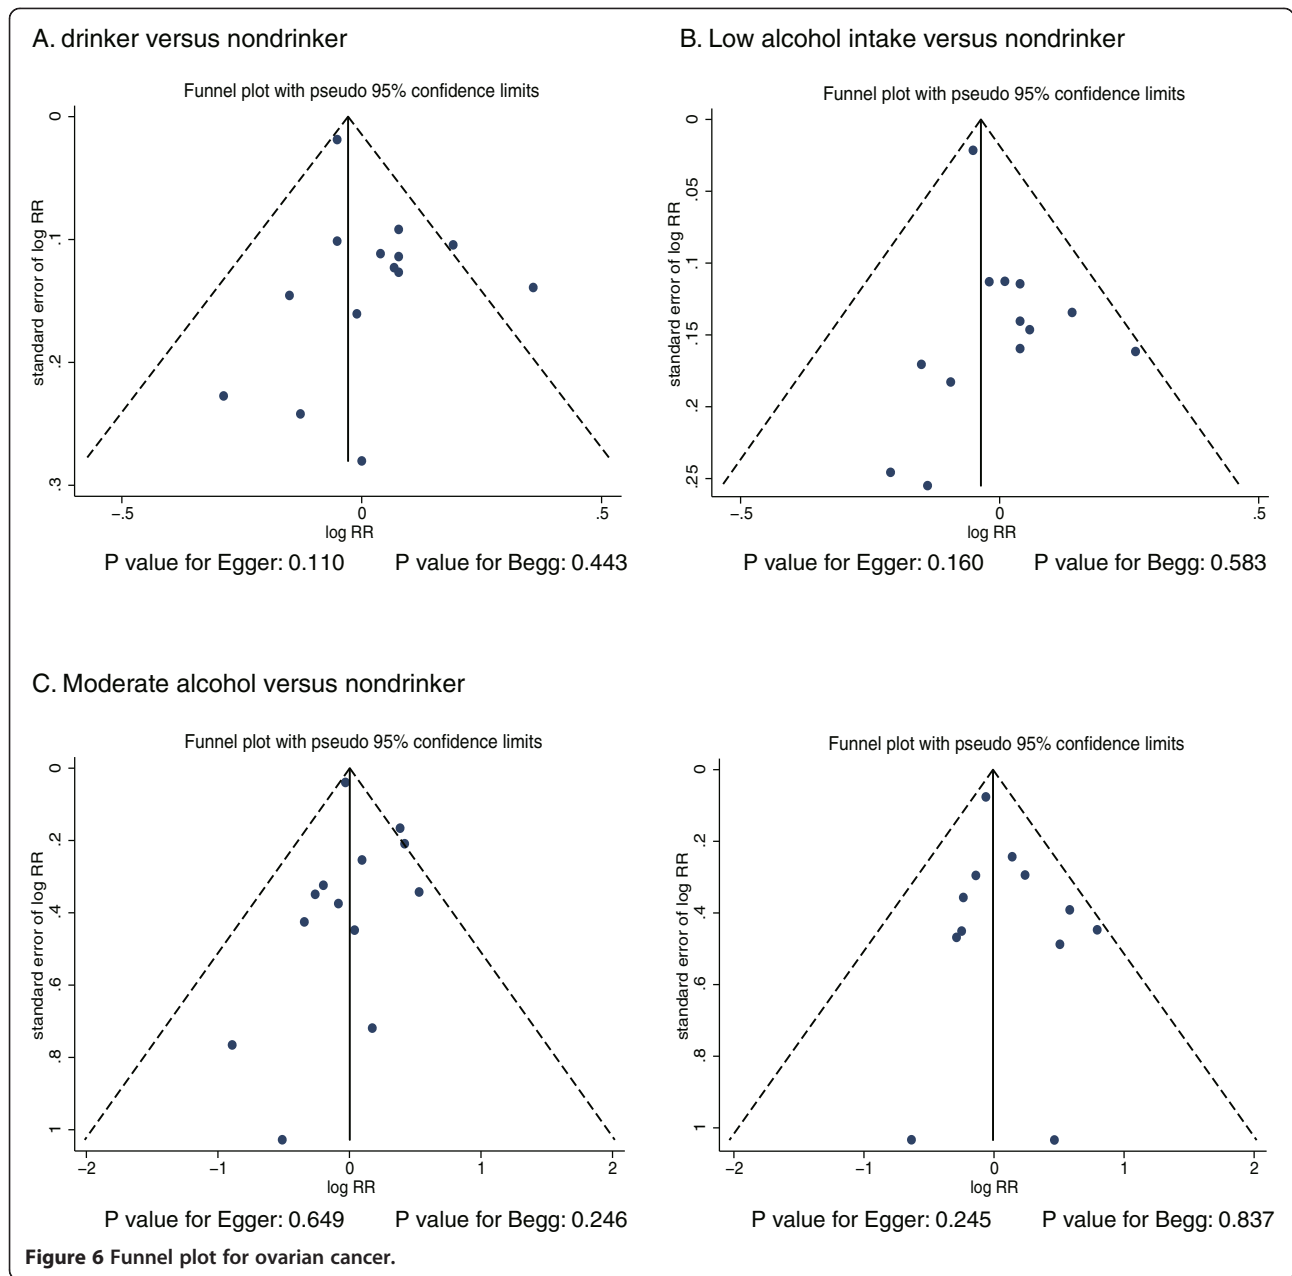 A. drinker versus nondrinker
Funnel plot with pseudo 95% confidence limits
standard error of log RR
0
.1
.2
.3
-.5
0
.5
log RR
P value for Egger: 0.110 P value for Begg: 0.443
B. Low alcohol intake versus nondrinker
Funnel plot with pseudo 95% confidence limits
standard error of log RR
0
.05
.1
.15
.2
.25
-.5
0
.5
log RR
P value for Egger: 0.160 P value for Begg: 0.583
C. Moderate alcohol versus nondrinker
Funnel plot with pseudo 95% confidence limits
standard error of log RR
0
.2
.4
.6
.8
1
-2
-1
0
1
2
log RR
P value for Egger: 0.649 P value for Begg: 0.246
Funnel plot with pseudo 95% confidence limits
standard error of log RR
0
.2
.4
.6
.8
1
-2
-1
0
1
2
log RR
P value for Egger: 0.245 P value for Begg: 0.837
Figure 6 Funnel plot for ovarian cancer.